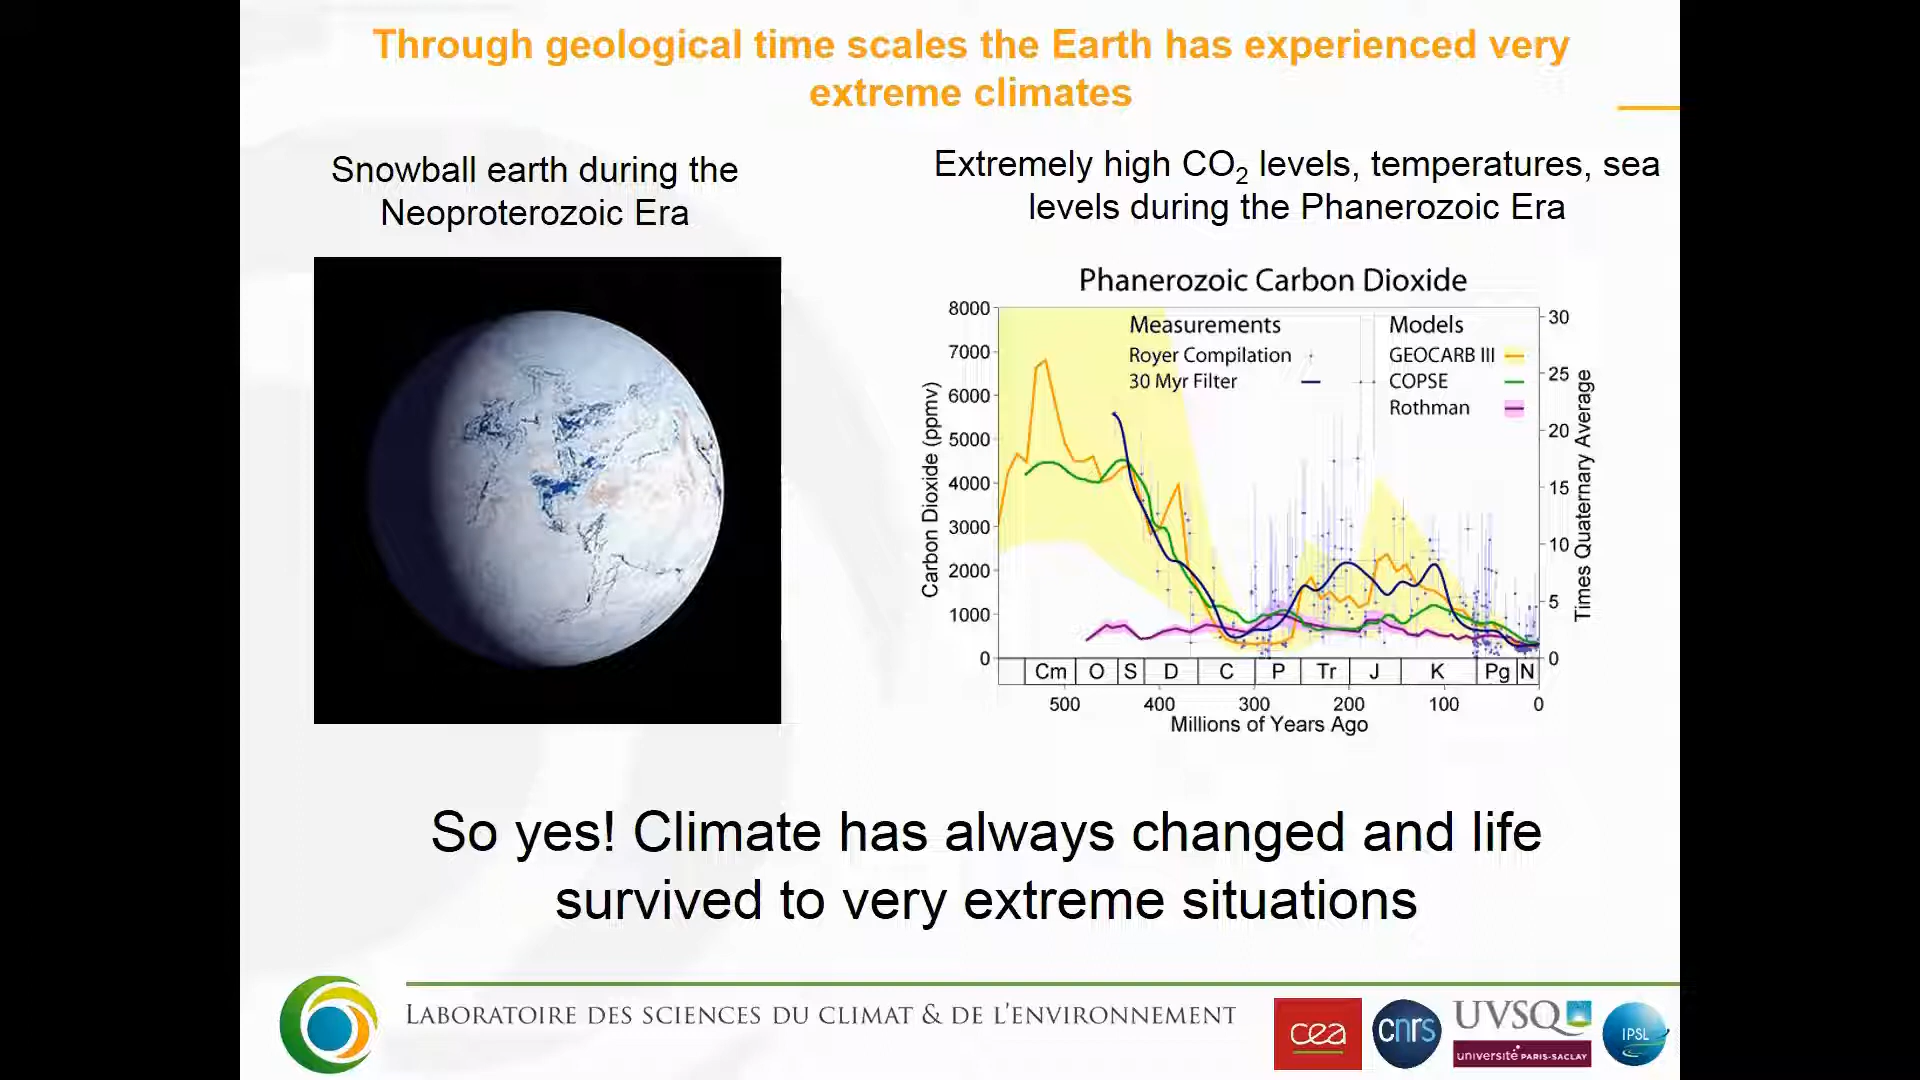 Through geological time scales the Earth has experienced very
extreme climates
Snowball earth during the
Neoproterozoic Era
Extremely high CO2 levels, temperatures, sea
levels during the Phanerozoic Era
Phanerozoic Carbon Dioxide
Measurements
Royer Compilation
30 Myr Filter
Models
GEOCARB III
COPSE
Rothman
Carbon Dioxide (ppmv)
8000
7000
6000
5000
4000
3000
2000
1000
0
30
25
20
15
10
5
0
Times Quaternary Average
Cm O S D C P Tr J K Pg N
500 400 300 200 100 0
Millions of Years Ago
So yes! Climate has always changed and life
survived to very extreme situations
LABORATOIRE DES SCIENCES DU CLIMAT & DE L'ENVIRONNEMENT
cea
cnrs
UVSQ
université PARIS-SACLAY
IPSL